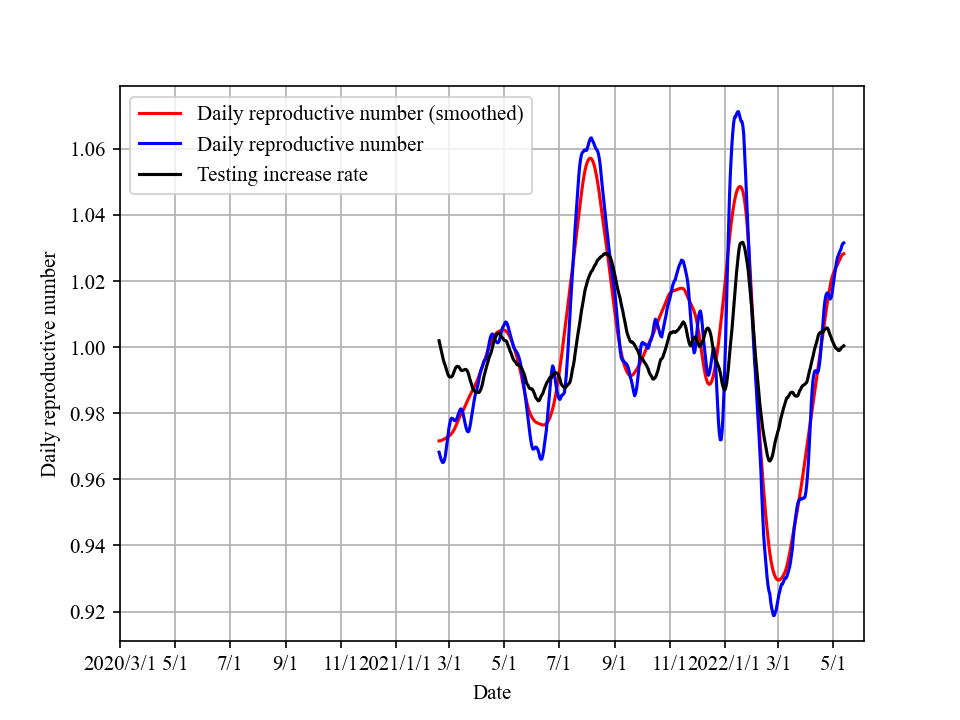 Daily reproductive number (smoothed)
Daily reproductive number
Testing increase rate
1.06
1.04
1.02
1.00
0.98
0.96
0.94
0.92
Daily reproductive number
2020/3/1 5/1 7/1 9/1 11/1 2021/1/1 3/1 5/1 7/1 9/1 11/1 2022/1/1 3/1 5/1
Date